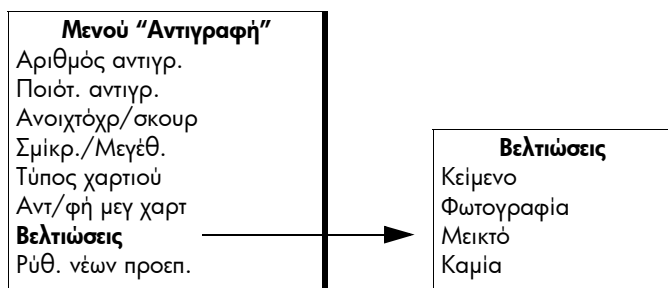 Μενού “Αντιγραφή”
Αριθμός αντιγρ.
Ποιότ. αντιγρ.
Ανοιχτόχρ/σκουρ
Σμίκρ./Μεγέθ.
Τύπος χαρτιού
Αντ/φή μεγ χαρτ
Βελτιώσεις
Ρύθ. νέων προεπ.
Βελτιώσεις
Κείμενο
Φωτογραφία
Μεικτό
Καμία